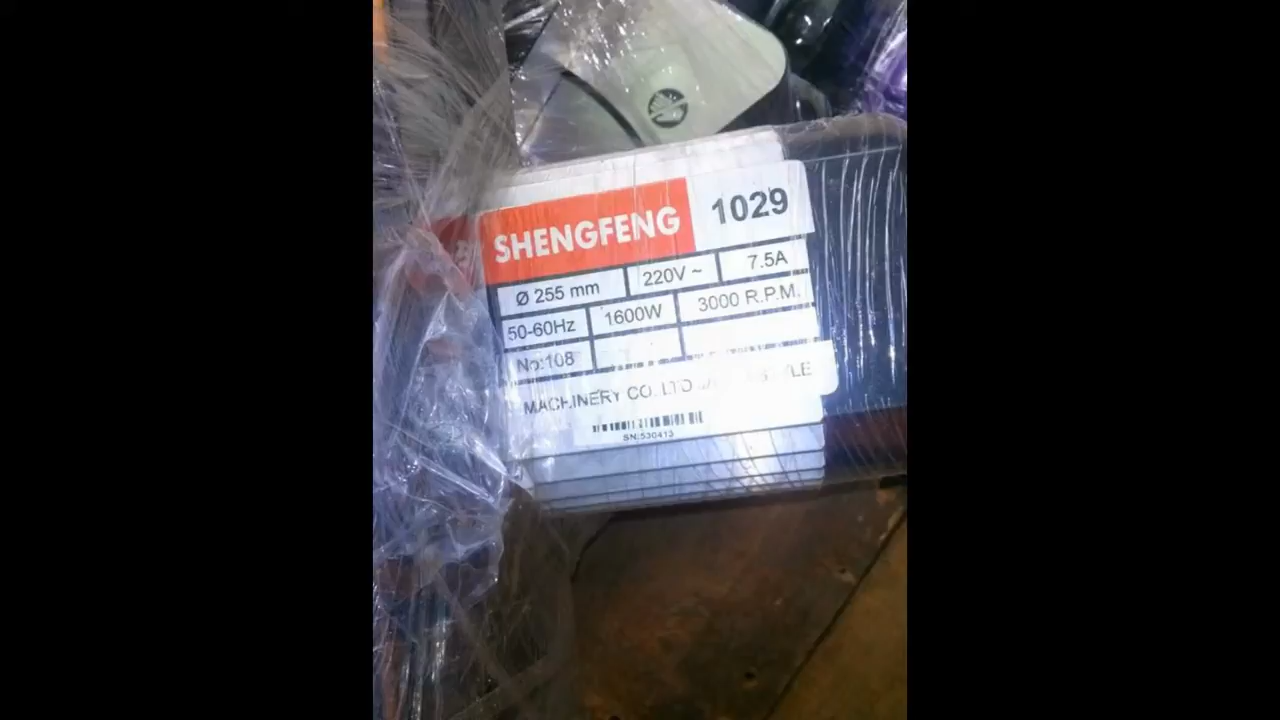 SHENGFENG 1029
Ø 255 mm 220V ~ 7.5A
50-60Hz 1600W 3000 R.P.M.
No:108
MACHINERY CO. LTD
SN:530413